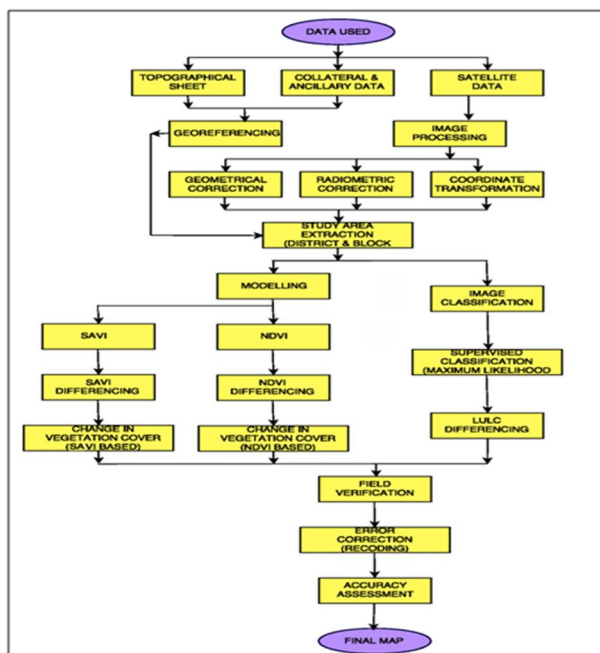 DATA USED
TOPOGRAPHICAL
SHEET
COLLATERAL &
ANCILLARY DATA
SATELLITE
DATA
GEOREFERENCING
IMAGE
PROCESSING
GEOMETRICAL
CORRECTION
RADIOMETRIC
CORRECTION
COORDINATE
TRANSFORMATION
STUDY AREA
EXTRACTION
(DISTRICT & BLOCK
MODELLING
IMAGE
CLASSIFICATION
SAVI
NDVI
SUPERVISED
CLASSIFICATION
(MAXIMUM LIKELIHOOD
SAVI
DIFFERENCING
NDVI
DIFFERENCING
CHANGE IN
VEGETATION COVER
(SAVI BASED)
CHANGE IN
VEGETATION COVER
(NDVI BASED)
LULC
DIFFERENCING
FIELD
VERIFICATION
ERROR
CORRECTION
(RECODING)
ACCURACY
ASSESSMENT
FINAL MAP